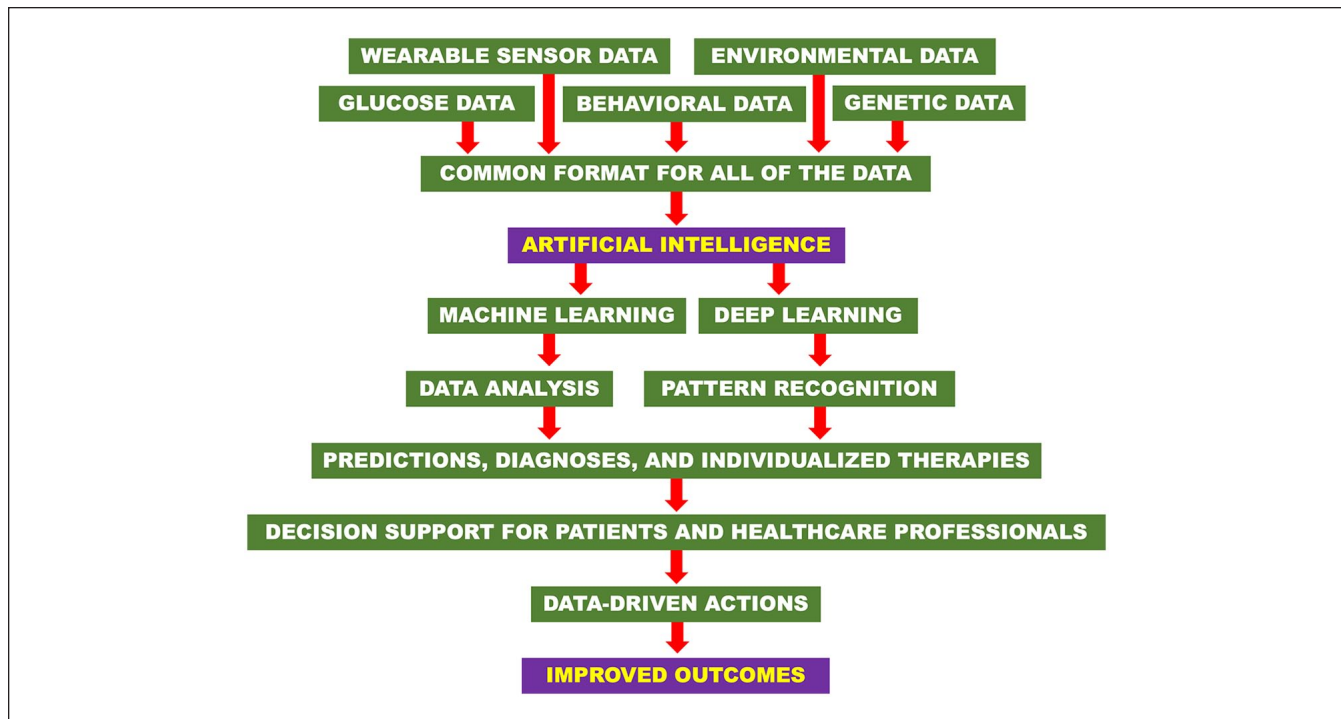 WEARABLE SENSOR DATA
ENVIRONMENTAL DATA
GLUCOSE DATA
BEHAVIORAL DATA
GENETIC DATA
COMMON FORMAT FOR ALL OF THE DATA
ARTIFICIAL INTELLIGENCE
MACHINE LEARNING
DEEP LEARNING
DATA ANALYSIS
PATTERN RECOGNITION
PREDICTIONS, DIAGNOSES, AND INDIVIDUALIZED THERAPIES
DECISION SUPPORT FOR PATIENTS AND HEALTHCARE PROFESSIONALS
DATA-DRIVEN ACTIONS
IMPROVED OUTCOMES